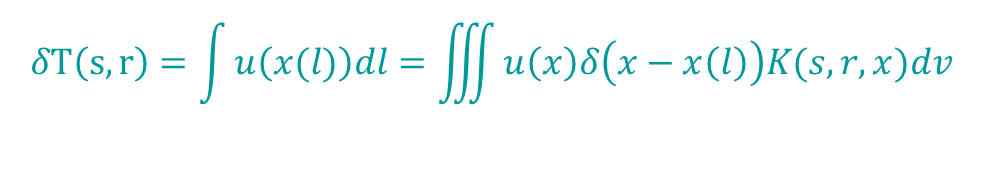 δT(s,r) = ∫ u(x(l))dl = ∭ u(x)δ(x − x(l))K(s,r,x)dv